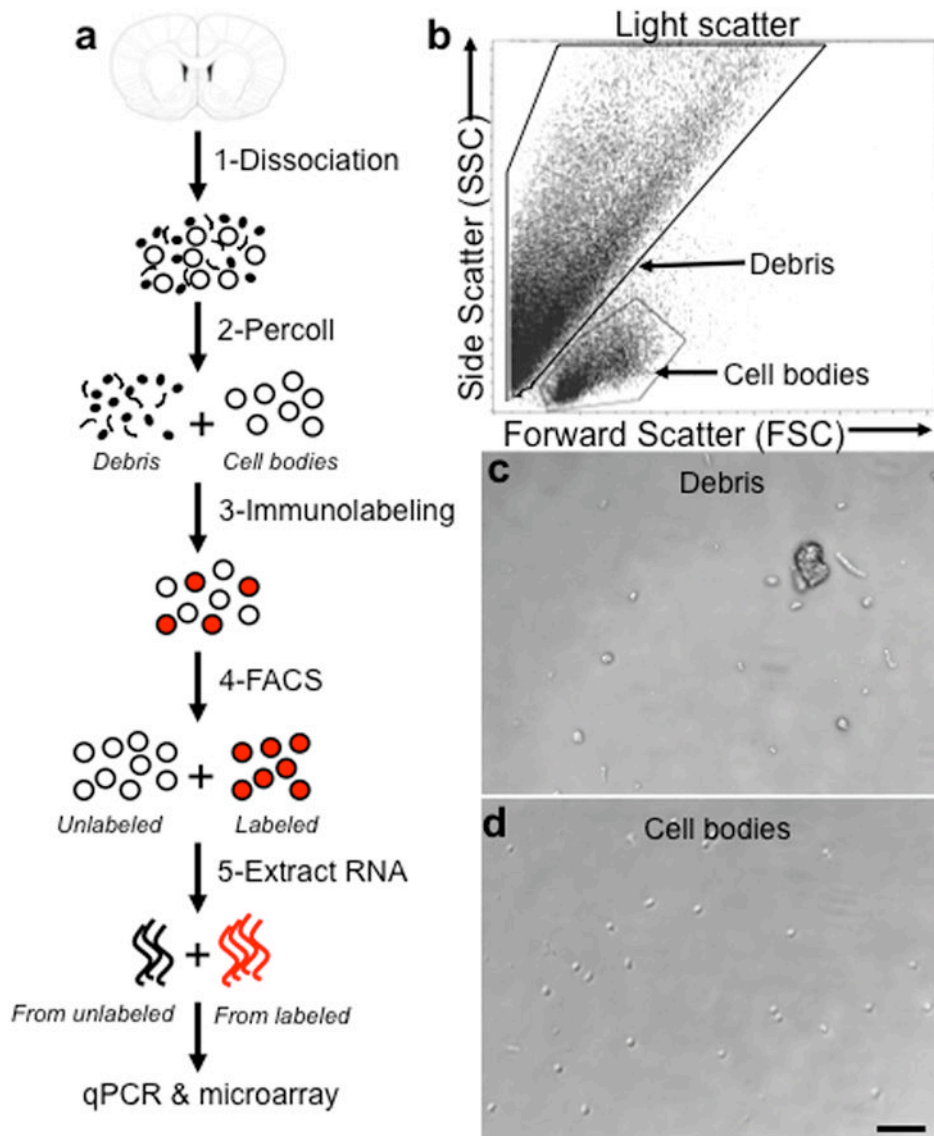 a
1-Dissociation
2-Percoll
Debris
+
Cell bodies
3-Immunolabeling
4-FACS
+
Unlabeled
Labeled
5-Extract RNA
+
From unlabeled
From labeled
qPCR & microarray
b
Light scatter
Side Scatter (SSC)
Debris
Cell bodies
Forward Scatter (FSC)
c
Debris
d
Cell bodies